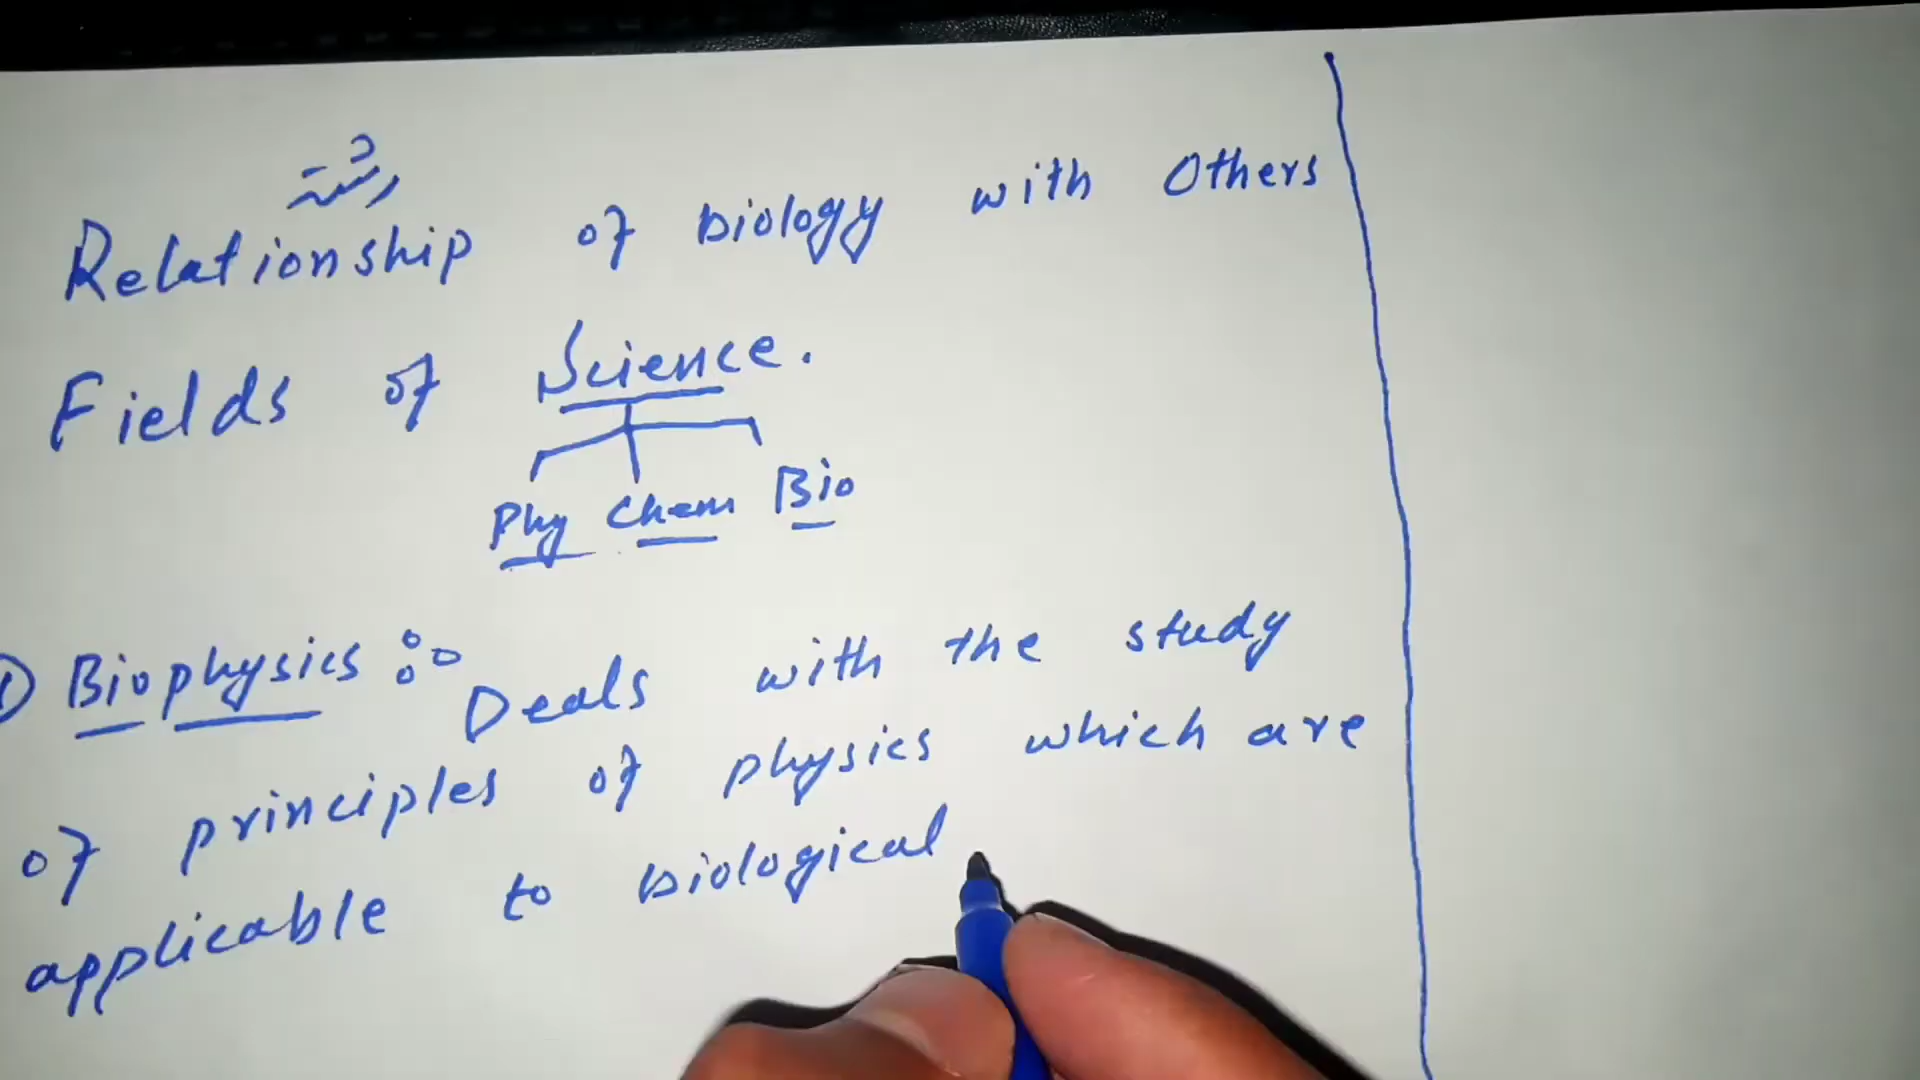 رشتہ
Relationship of biology with Others
Fields of Science.
Phy Chem Bio
① Biophysics :- Deals with the study
of principles of physics which are
applicable to biological